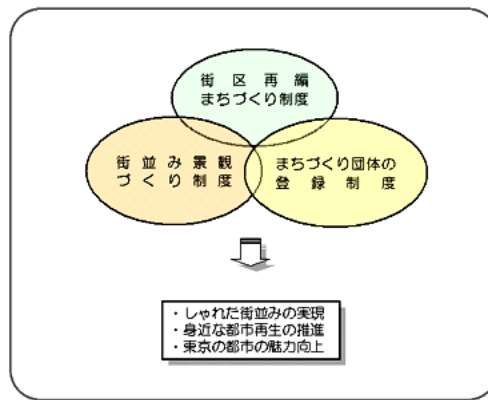 街区再編
まちづくり制度
街並み景観
づくり制度
まちづくり団体の
登録制度
・しゃれた街並みの実現
・身近な都市再生の推進
・東京の都市の魅力向上